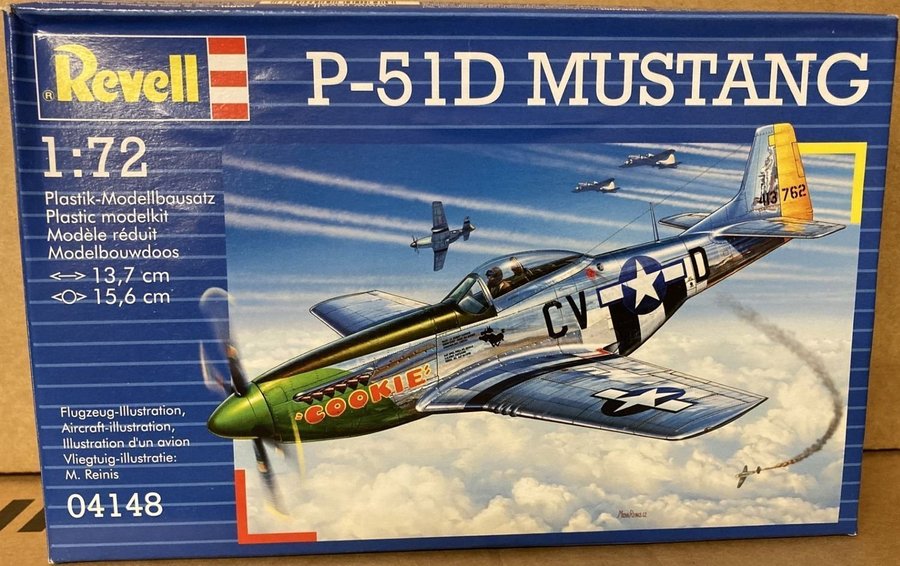 Revell
®
P-51D MUSTANG
1:72
Plastik-Modellbausatz
Plastic modelkit
Modèle réduit
Modelbouwdoos
13,7 cm
15,6 cm
413762
CV
D
COOKIE
Flugzeug-Illustration,
Aircraft-illustration,
Illustration d'un avion
Vliegtuig-illustratie:
M. Reinis
04148